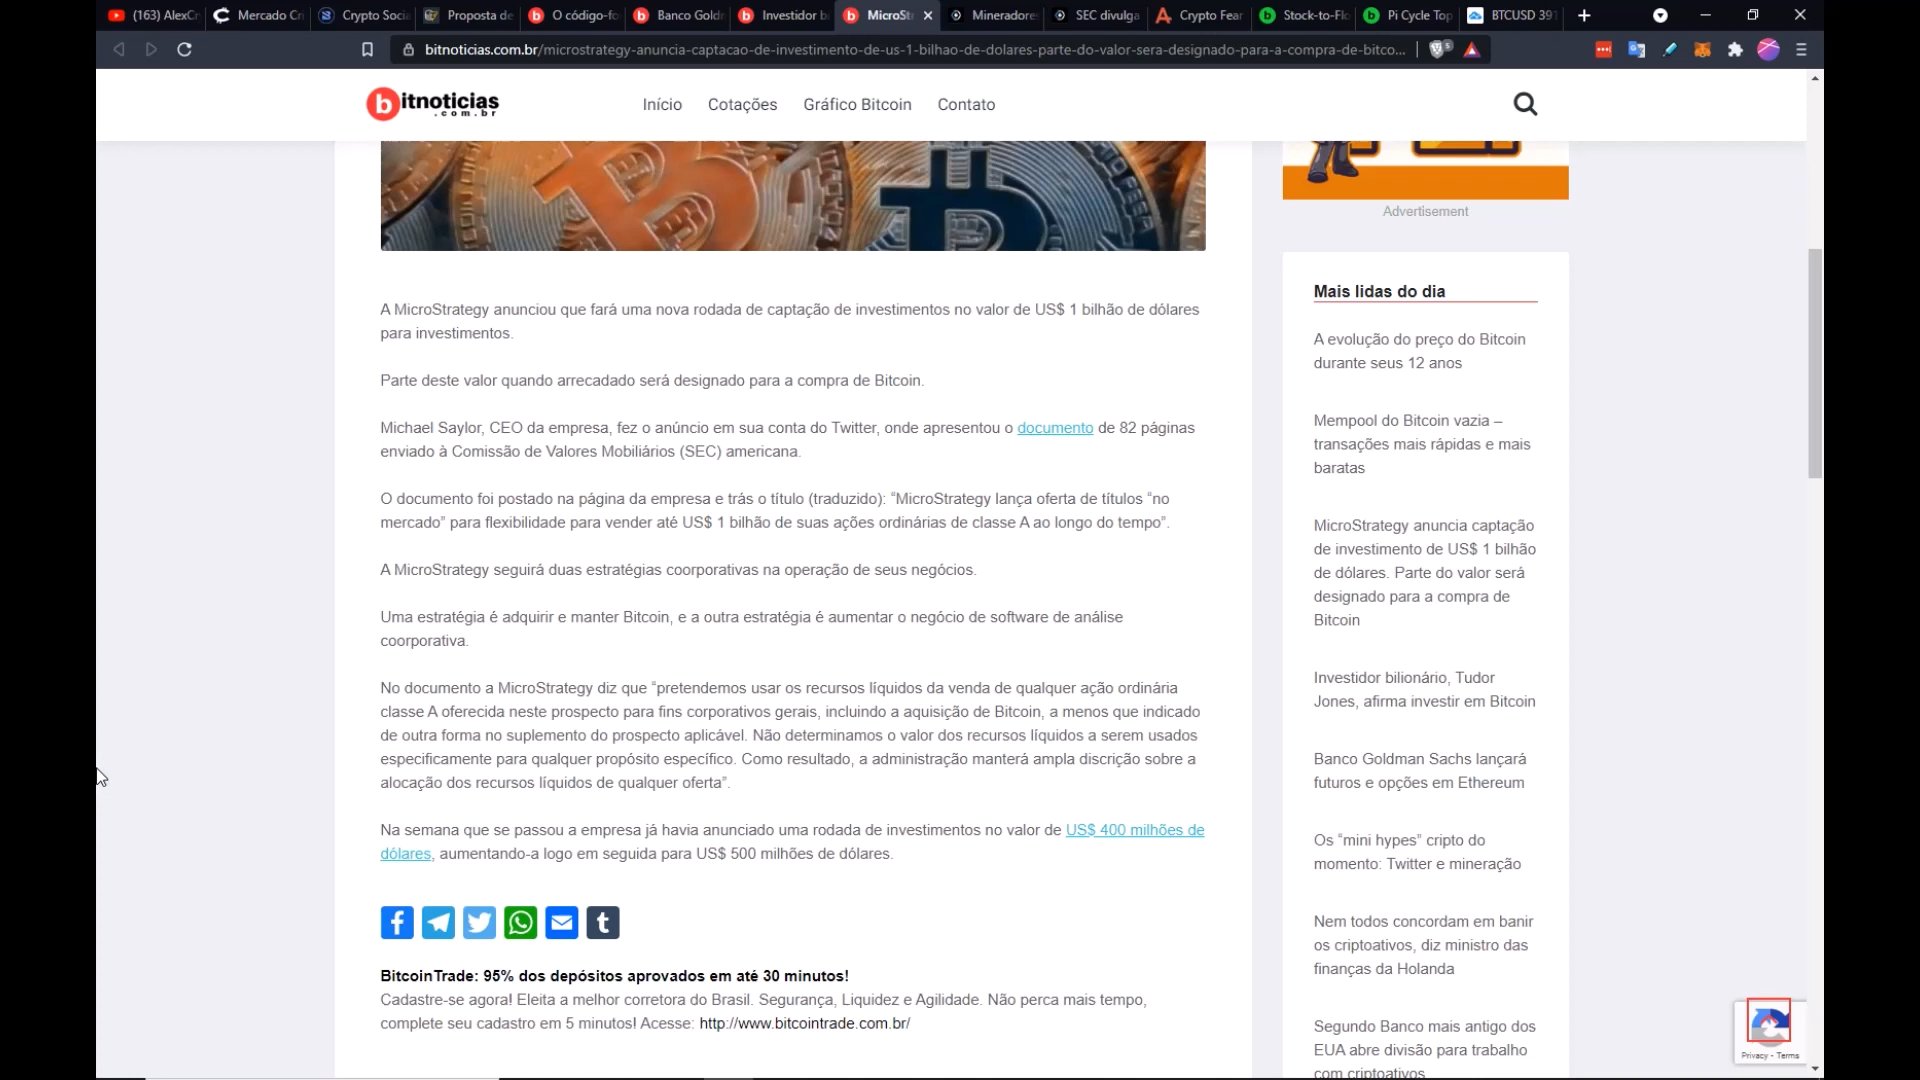 (163) AlexCr
Mercado Cri
Crypto Socia
Proposta de
O código-fo
Banco Gold
Investidor b
MicroStr
Mineradore
SEC divulga
Crypto Fear
Stock-to-Flo
Pi Cycle Top
BTCUSD 391
bitnoticias.com.br/microstrategy-anuncia-captacao-de-investimento-de-us-1-bilhao-de-dolares-parte-do-valor-sera-designado-para-a-compra-de-bitco...
bitnoticias
.com.br
Início
Cotações
Gráfico Bitcoin
Contato
A MicroStrategy anunciou que fará uma nova rodada de captação de investimentos no valor de US$ 1 bilhão de dólares
para investimentos.
Parte deste valor quando arrecadado será designado para a compra de Bitcoin.
Michael Saylor, CEO da empresa, fez o anúncio em sua conta do Twitter, onde apresentou o documento de 82 páginas
enviado à Comissão de Valores Mobiliários (SEC) americana.
O documento foi postado na página da empresa e trás o título (traduzido): “MicroStrategy lança oferta de títulos “no
mercado” para flexibilidade para vender até US$ 1 bilhão de suas ações ordinárias de classe A ao longo do tempo”.
A MicroStrategy seguirá duas estratégias coorporativas na operação de seus negócios.
Uma estratégia é adquirir e manter Bitcoin, e a outra estratégia é aumentar o negócio de software de análise
coorporativa.
No documento a MicroStrategy diz que “pretendemos usar os recursos líquidos da venda de qualquer ação ordinária
classe A oferecida neste prospecto para fins corporativos gerais, incluindo a aquisição de Bitcoin, a menos que indicado
de outra forma no suplemento do prospecto aplicável. Não determinamos o valor dos recursos líquidos a serem usados
especificamente para qualquer propósito específico. Como resultado, a administração manterá ampla discrição sobre a
alocação dos recursos líquidos de qualquer oferta”.
Na semana que se passou a empresa já havia anunciado uma rodada de investimentos no valor de US$ 400 milhões de
dólares, aumentando-a logo em seguida para US$ 500 milhões de dólares.
BitcoinTrade: 95% dos depósitos aprovados em até 30 minutos!
Cadastre-se agora! Eleita a melhor corretora do Brasil. Segurança, Liquidez e Agilidade. Não perca mais tempo,
complete seu cadastro em 5 minutos! Acesse: http://www.bitcointrade.com.br/
Advertisement
Mais lidas do dia
A evolução do preço do Bitcoin
durante seus 12 anos
Mempool do Bitcoin vazia –
transações mais rápidas e mais
baratas
MicroStrategy anuncia captação
de investimento de US$ 1 bilhão
de dólares. Parte do valor será
designado para a compra de
Bitcoin
Investidor bilionário, Tudor
Jones, afirma investir em Bitcoin
Banco Goldman Sachs lançará
futuros e opções em Ethereum
Os “mini hypes” cripto do
momento: Twitter e mineração
Nem todos concordam em banir
os criptoativos, diz ministro das
finanças da Holanda
Segundo Banco mais antigo dos
EUA abre divisão para trabalho
com criptoativos
Privacy - Terms